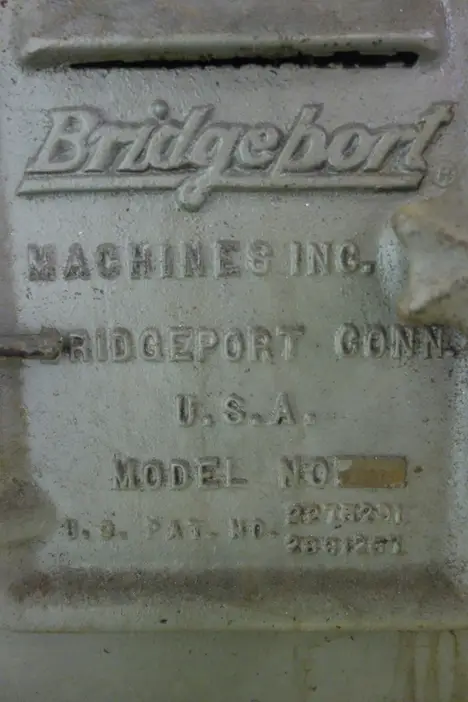 Bridgeport ®
MACHINES INC.
BRIDGEPORT CONN.
U.S.A.
MODEL NO
U.S. PAT. NO.